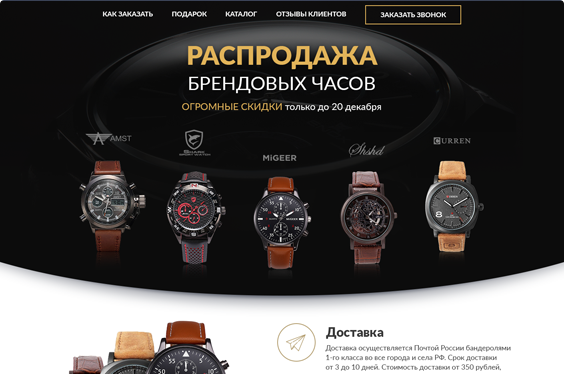 КАК ЗАКАЗАТЬ ПОДАРОК КАТАЛОГ ОТЗЫВЫ КЛИЕНТОВ ЗАКАЗАТЬ ЗВОНОК
РАСПРОДАЖА
БРЕНДОВЫХ ЧАСОВ
ОГРОМНЫЕ СКИДКИ только до 20 декабря
AMST
SHARK
MiGEER
Shshd
CURREN
Доставка
Доставка осуществляется Почтой России бандеролями
1-го класса во все города и села РФ. Срок доставки
от 3 до 10 дней. Стоимость доставки от 350 рублей,